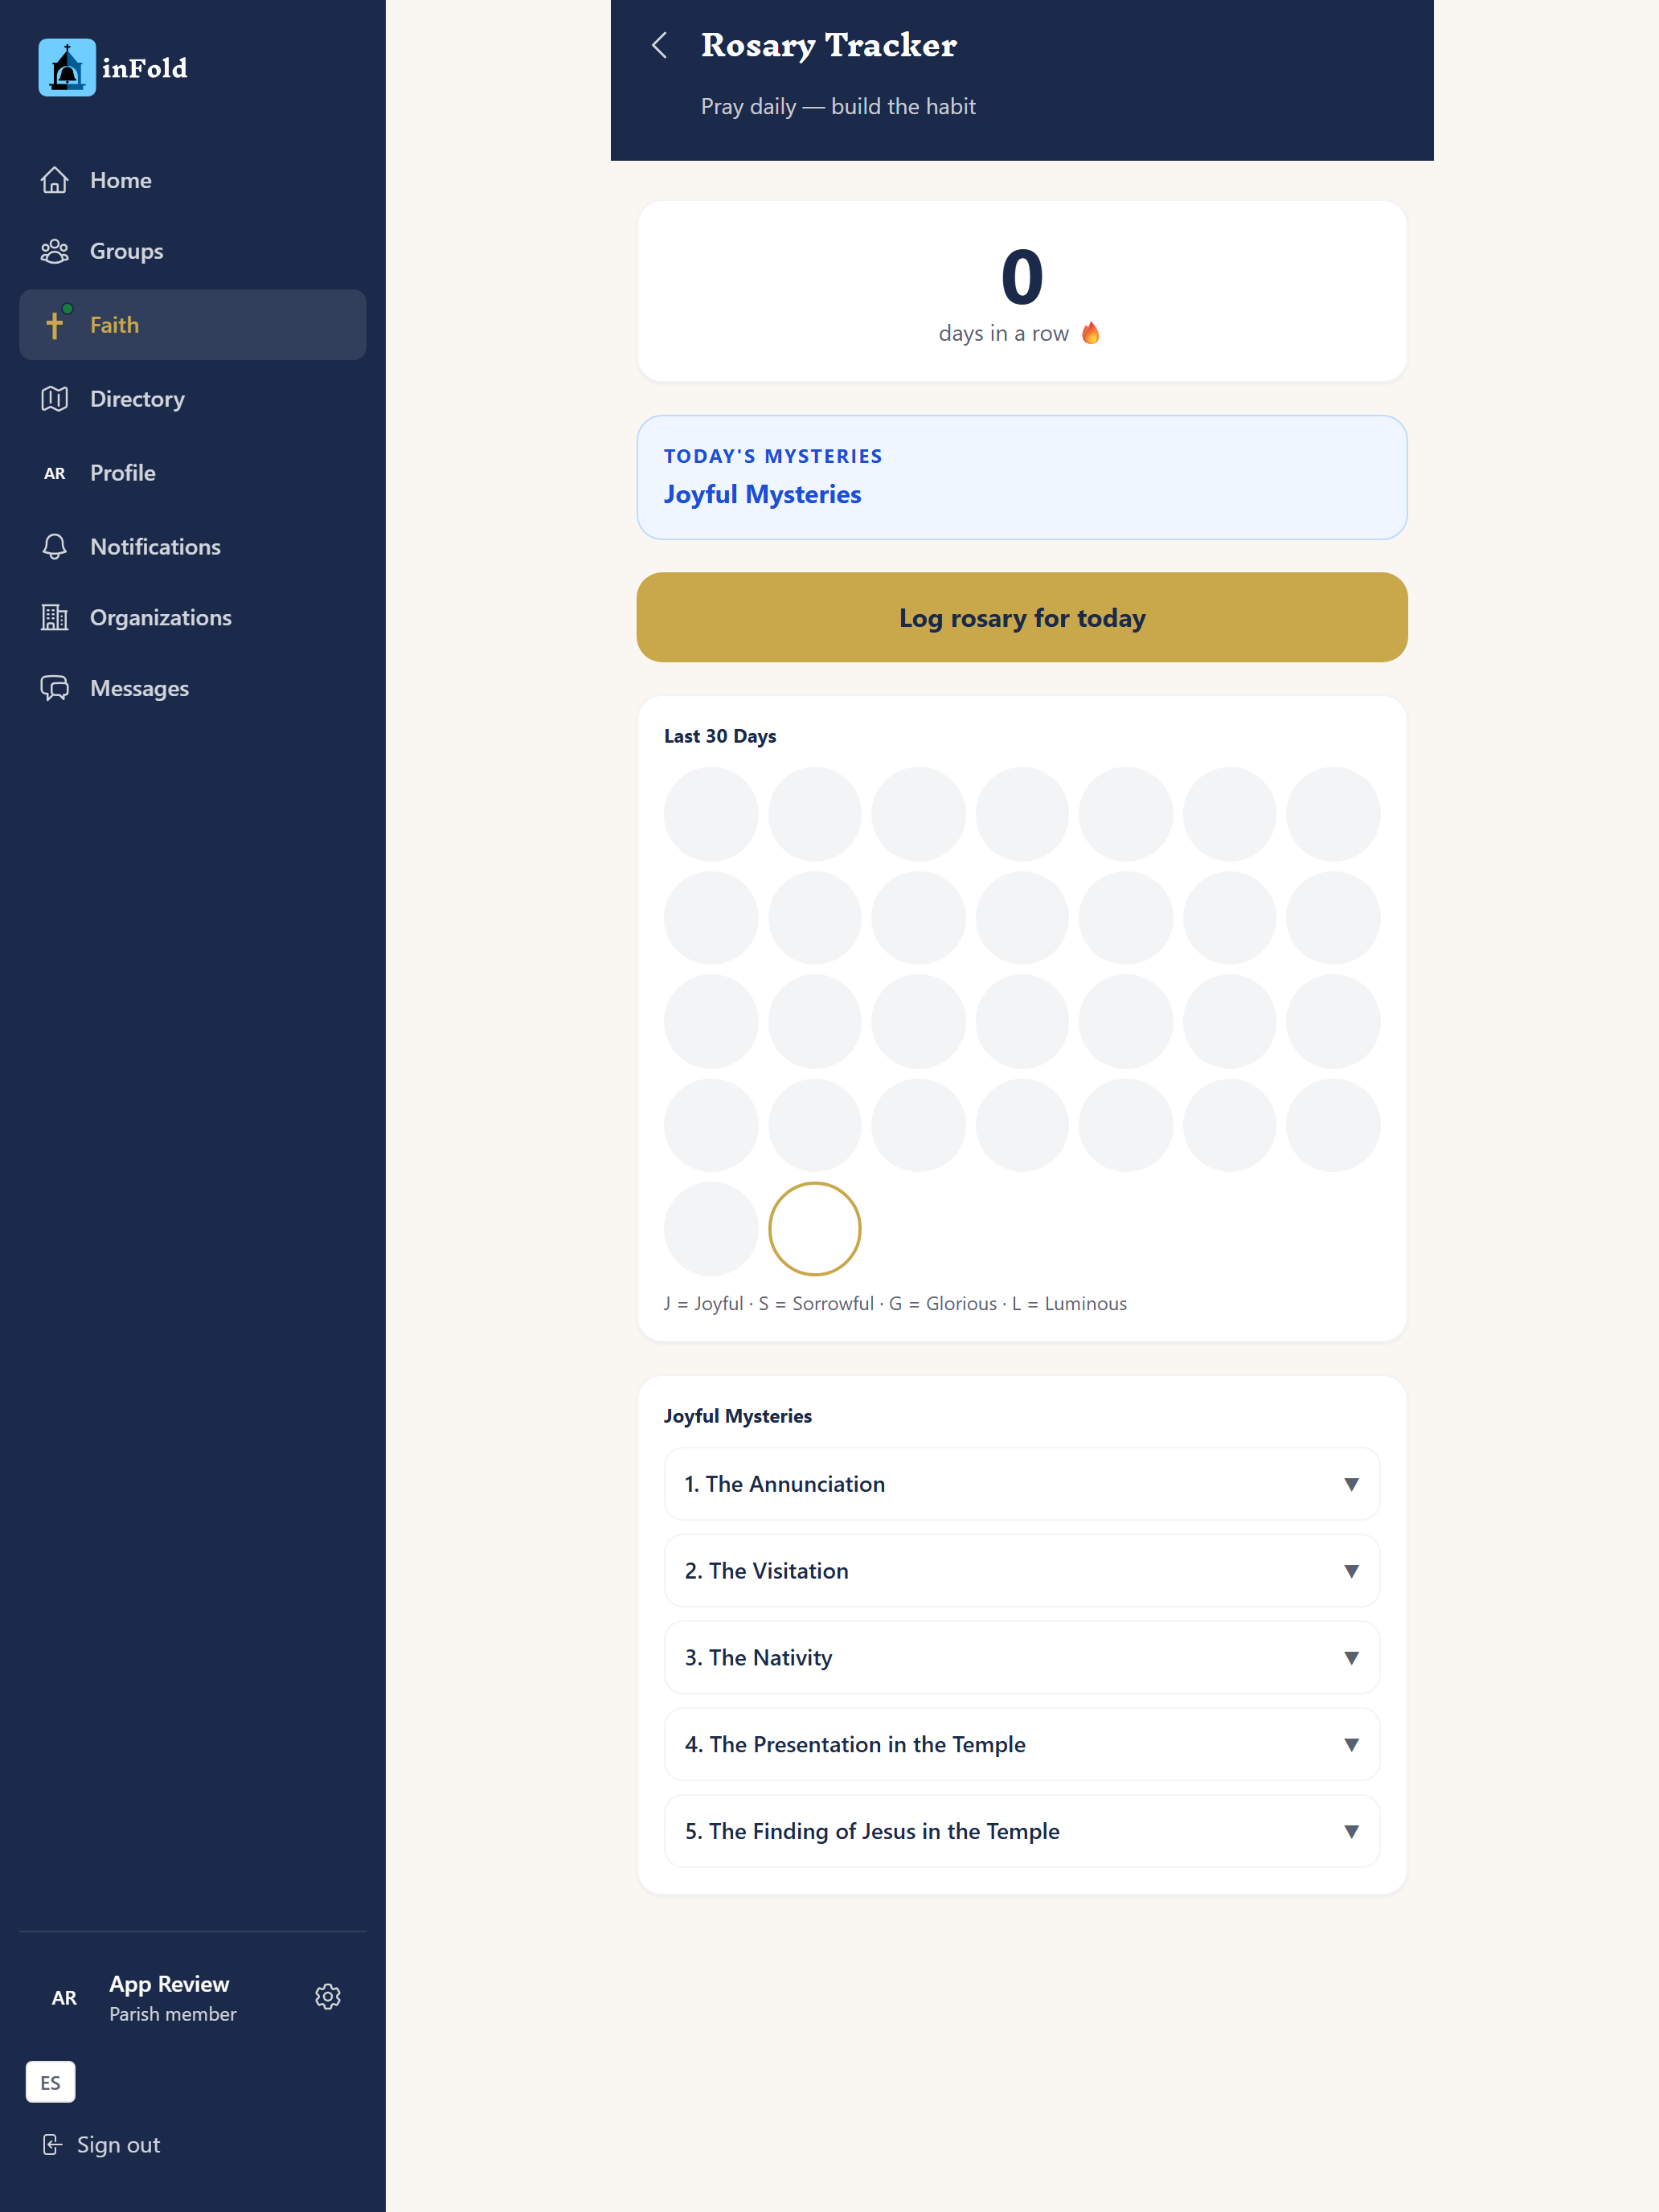 inFold
Home
Groups
Faith
Directory
AR Profile
Notifications
Organizations
Messages
AR
App Review
Parish member
ES
Sign out
Rosary Tracker
Pray daily — build the habit
0
days in a row 🔥
TODAY'S MYSTERIES
Joyful Mysteries
Log rosary for today
Last 30 Days
J = Joyful · S = Sorrowful · G = Glorious · L = Luminous
Joyful Mysteries
1. The Annunciation ▼
2. The Visitation ▼
3. The Nativity ▼
4. The Presentation in the Temple ▼
5. The Finding of Jesus in the Temple ▼